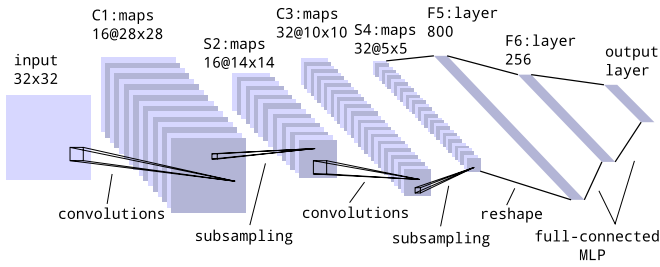 input
32x32
C1:maps
16@28x28
S2:maps
16@14x14
C3:maps
32@10x10
S4:maps
32@5x5
F5:layer
800
F6:layer
256
output
layer
convolutions
subsampling
convolutions
subsampling
reshape
full-connected
MLP